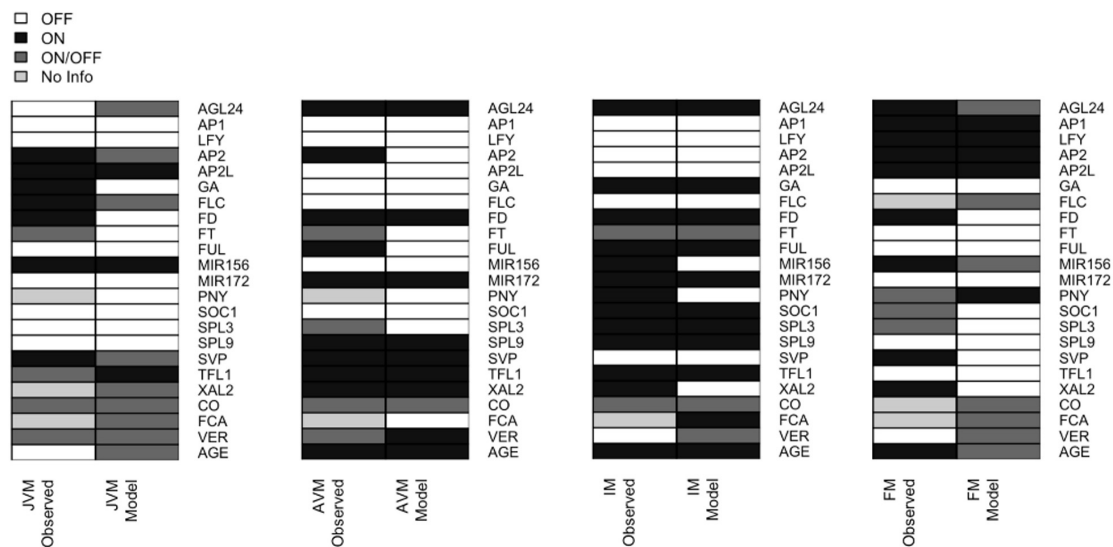 OFF
ON
ON/OFF
No Info
AGL24
AP1
LFY
AP2
AP2L
GA
FLC
FD
FT
FUL
MIR156
MIR172
PNY
SOC1
SPL3
SPL9
SVP
TFL1
XAL2
CO
FCA
VER
AGE
JVM
Observed
JVM
Model
AGL24
AP1
LFY
AP2
AP2L
GA
FLC
FD
FT
FUL
MIR156
MIR172
PNY
SOC1
SPL3
SPL9
SVP
TFL1
XAL2
CO
FCA
VER
AGE
AVM
Observed
AVM
Model
AGL24
AP1
LFY
AP2
AP2L
GA
FLC
FD
FT
FUL
MIR156
MIR172
PNY
SOC1
SPL3
SPL9
SVP
TFL1
XAL2
CO
FCA
VER
AGE
IM
Observed
IM
Model
AGL24
AP1
LFY
AP2
AP2L
GA
FLC
FD
FT
FUL
MIR156
MIR172
PNY
SOC1
SPL3
SPL9
SVP
TFL1
XAL2
CO
FCA
VER
AGE
FM
Observed
FM
Model